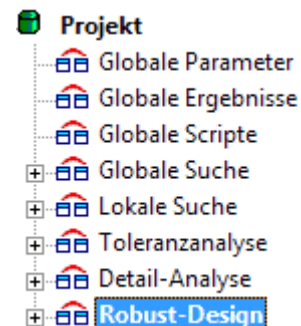 Projekt
Globale Parameter
Globale Ergebnisse
Globale Scripte
Globale Suche
Lokale Suche
Toleranzanalyse
Detail-Analyse
Robust-Design